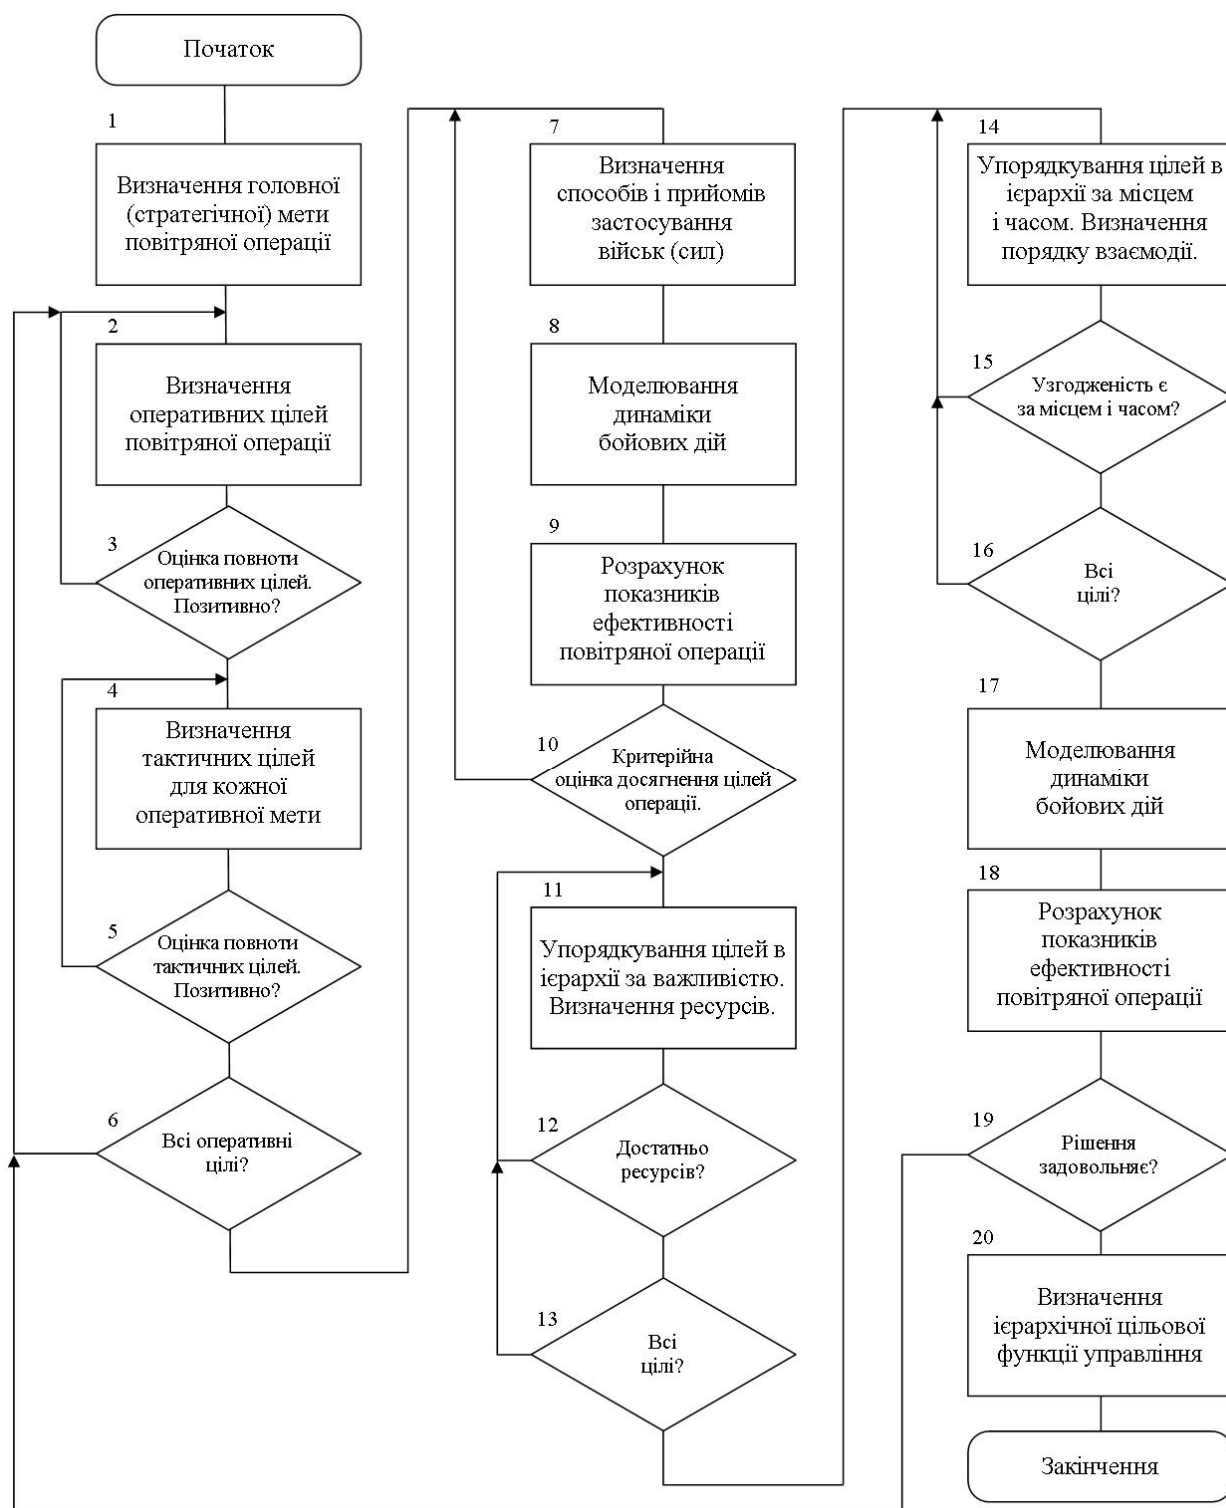 Початок
1
Визначення головної
(стратегічної) мети
повітряної операції
2
Визначення
оперативних цілей
повітряної операції
3
Оцінка повноти
оперативних цілей.
Позитивно?
4
Визначення
тактичних цілей
для кожної
оперативної мети
5
Оцінка повноти
тактичних цілей.
Позитивно?
6
Всі оперативні
цілі?
7
Визначення
способів і прийомів
застосування
військ (сил)
8
Моделювання
динаміки
бойових дій
9
Розрахунок
показників
ефективності
повітряної операції
10
Критерійна
оцінка досягнення цілей
операції.
11
Упорядкування цілей в
ієрархії за важливістю.
Визначення ресурсів.
12
Достатньо
ресурсів?
13
Всі
цілі?
14
Упорядкування цілей в
ієрархії за місцем
і часом. Визначення
порядку взаємодії.
15
Узгодженість є
за місцем і часом?
16
Всі
цілі?
17
Моделювання
динаміки
бойових дій
18
Розрахунок
показників
ефективності
повітряної операції
19
Рішення
задовольняє?
20
Визначення
ієрархічної цільової
функції управління
Закінчення